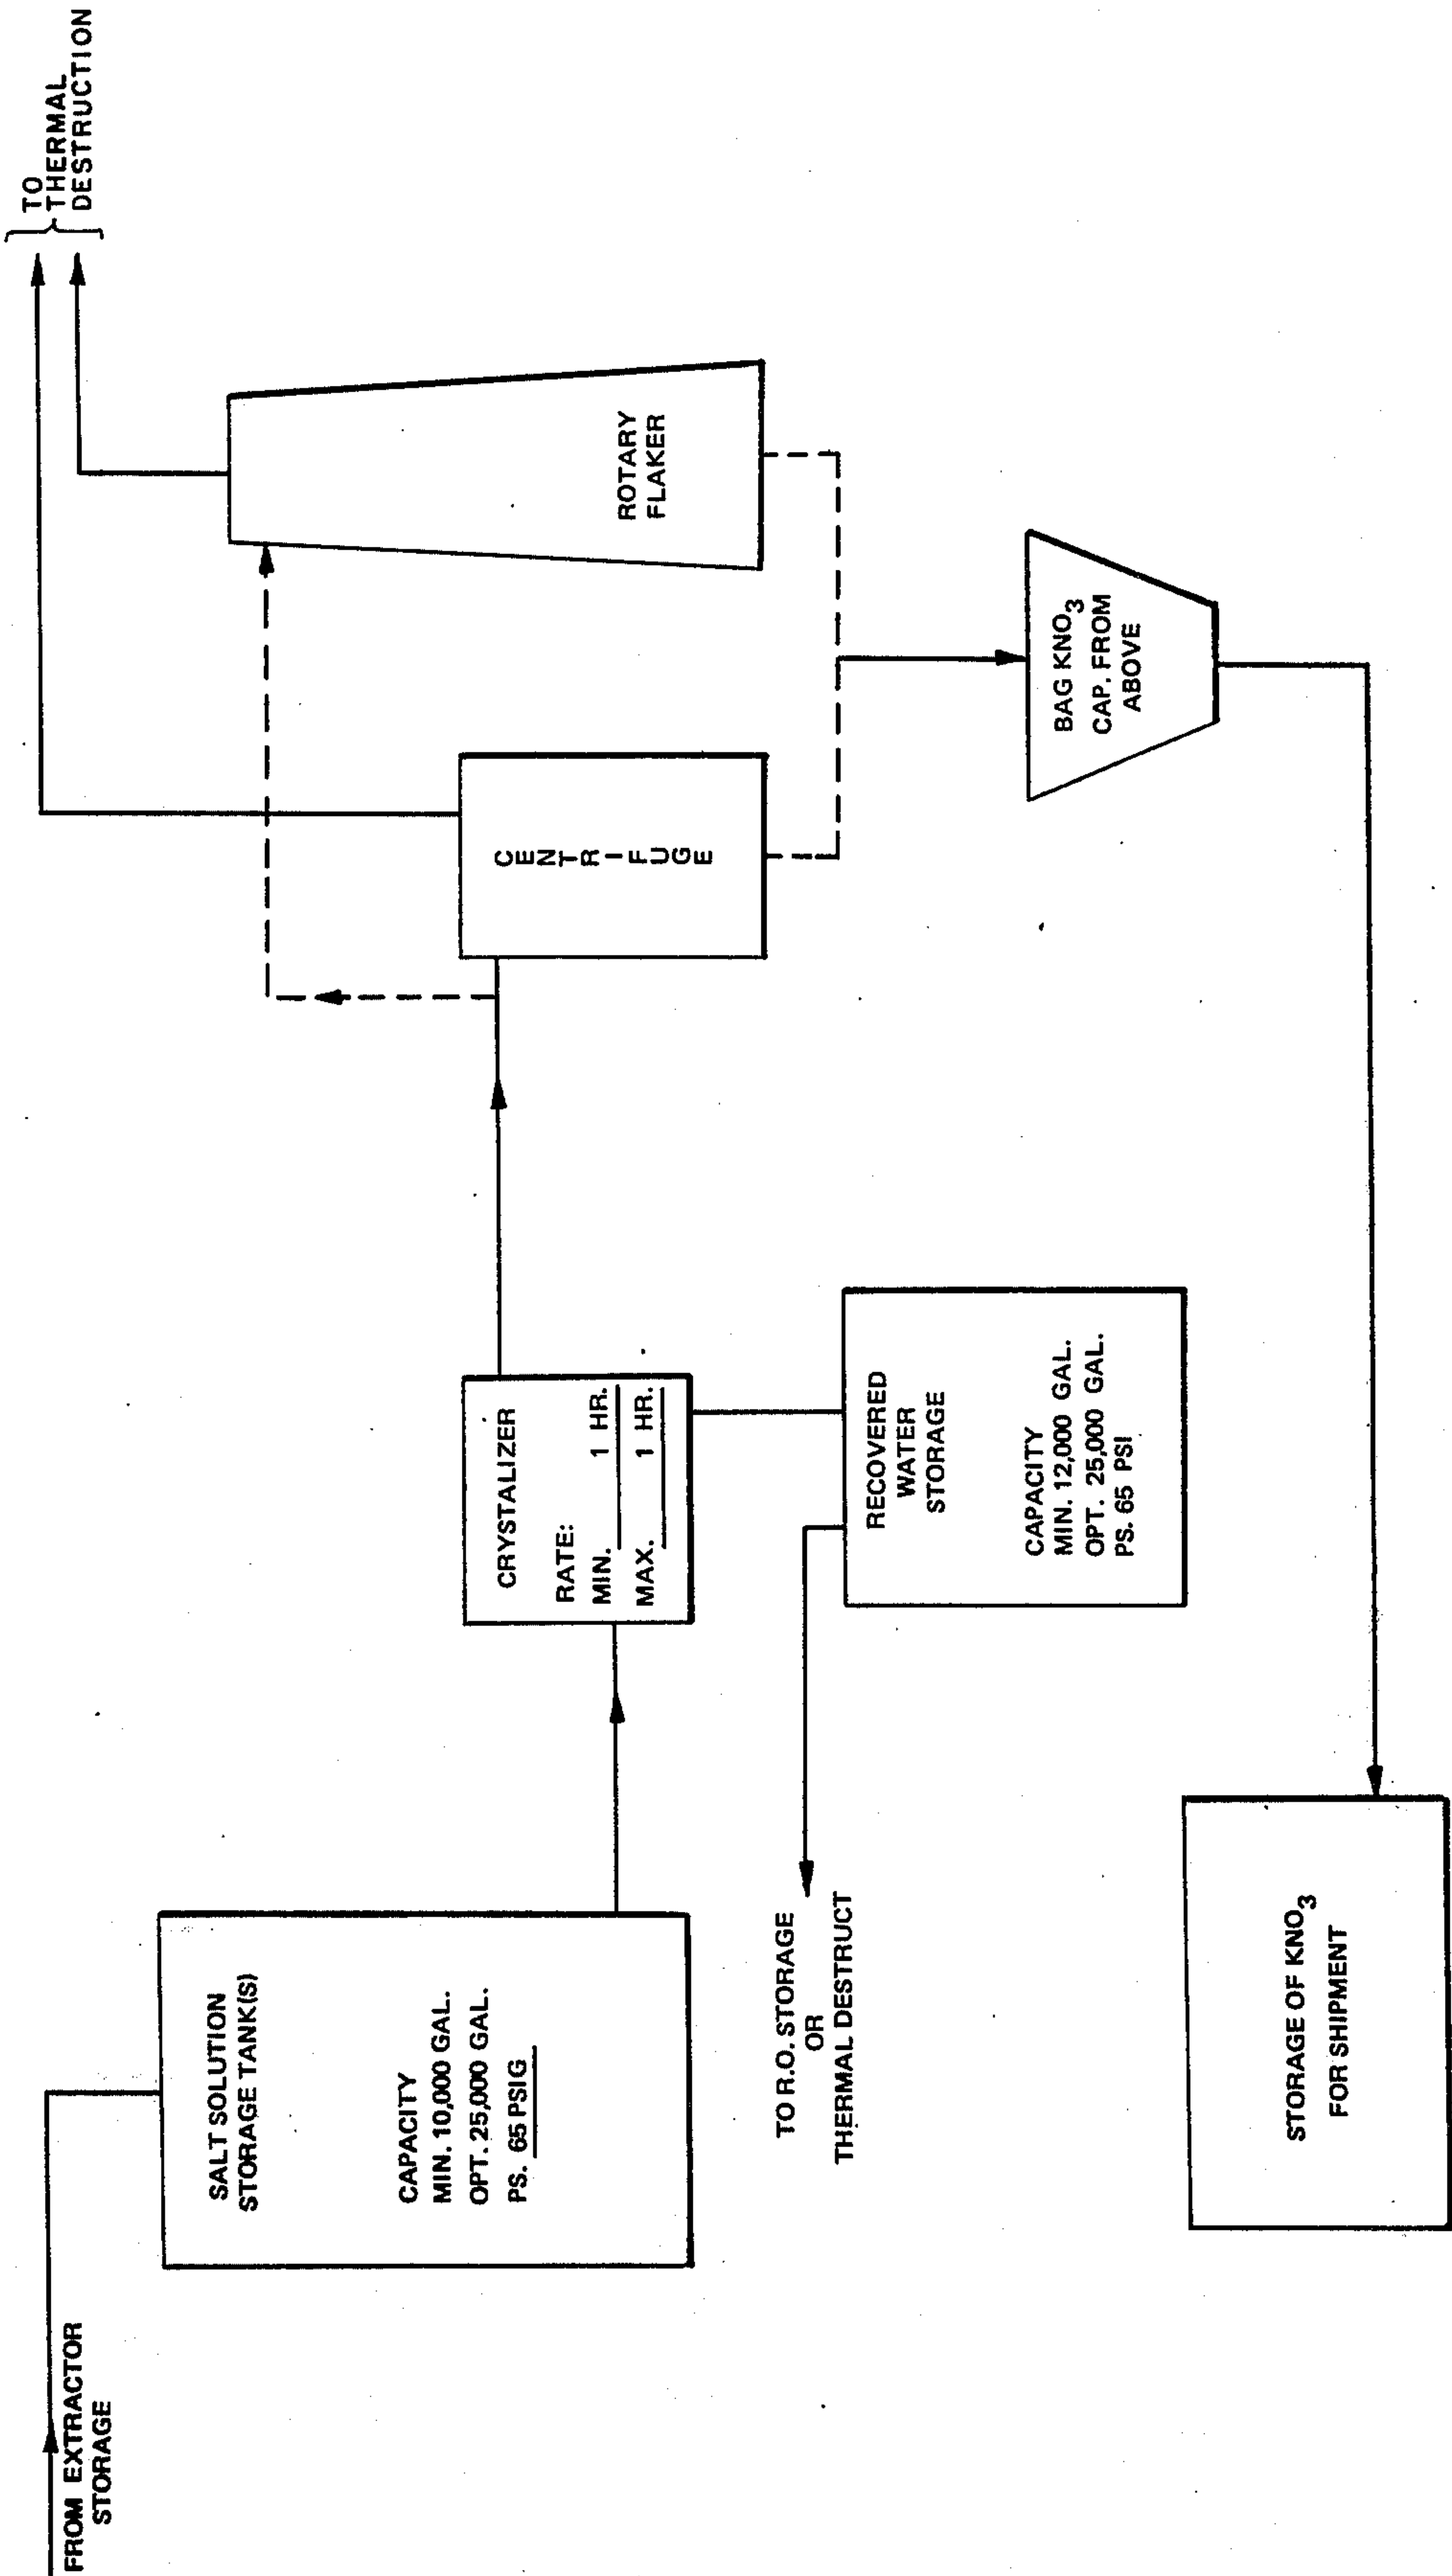 FROM EXTRACTOR
STORAGE
SALT SOLUTION
STORAGE TANK(S)
CAPACITY
MIN. 10,000 GAL.
OPT. 25,000 GAL.
PS. 65 PSIG
CRYSTALIZER
RATE:
MIN. 1 HR.
MAX. 1 HR.
CENTRIFUGE
ROTARY
FLAKER
TO
THERMAL
DESTRUCTION
TO R.O. STORAGE
OR
THERMAL DESTRUCT
RECOVERED
WATER
STORAGE
CAPACITY
MIN. 12,000 GAL.
OPT. 25,000 GAL.
PS. 65 PSI
BAG KNO3
CAP. FROM
ABOVE
STORAGE OF KNO3
FOR SHIPMENT